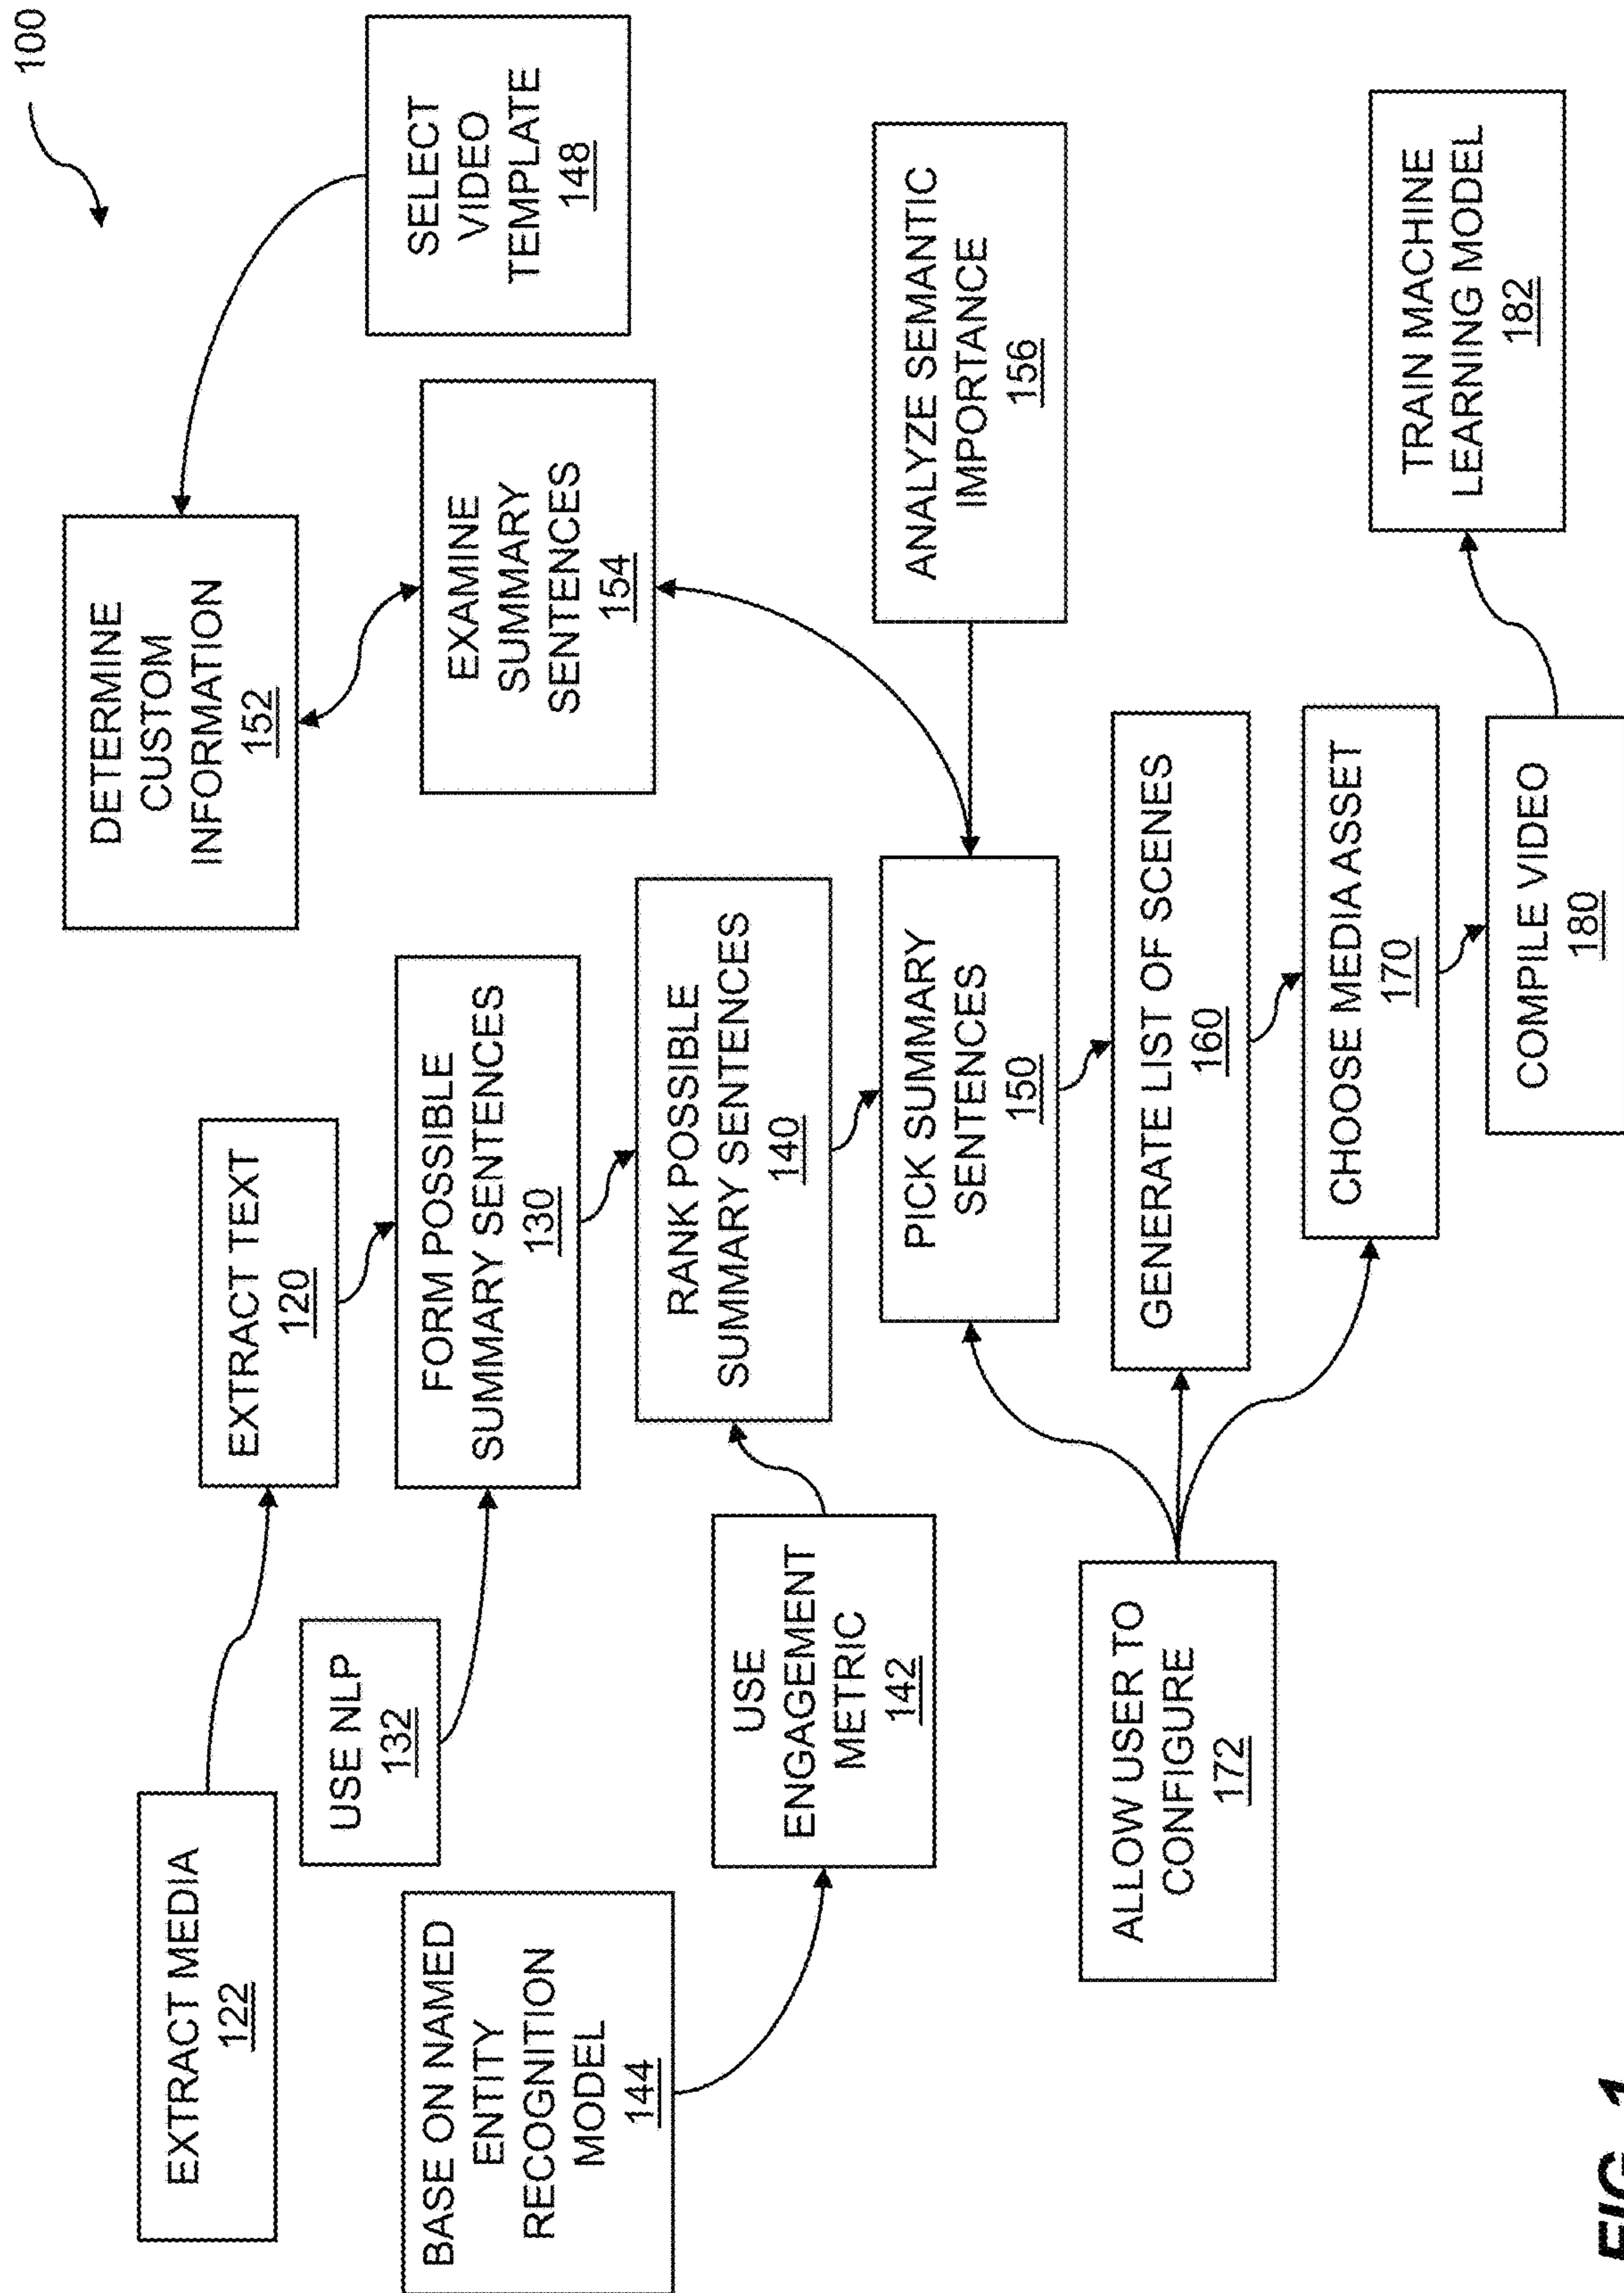 100
EXTRACT MEDIA
122
EXTRACT TEXT
120
DETERMINE
CUSTOM
INFORMATION
152
SELECT
VIDEO
TEMPLATE
148
USE NLP
132
FORM POSSIBLE
SUMMARY SENTENCES
130
EXAMINE
SUMMARY
SENTENCES
154
BASE ON NAMED
ENTITY
RECOGNITION
MODEL
144
USE
ENGAGEMENT
METRIC
142
RANK POSSIBLE
SUMMARY SENTENCES
140
PICK SUMMARY
SENTENCES
150
ANALYZE SEMANTIC
IMPORTANCE
156
ALLOW USER TO
CONFIGURE
172
GENERATE LIST OF SCENES
160
CHOOSE MEDIA ASSET
170
TRAIN MACHINE
LEARNING MODEL
182
COMPILE VIDEO
180
FIG. 1